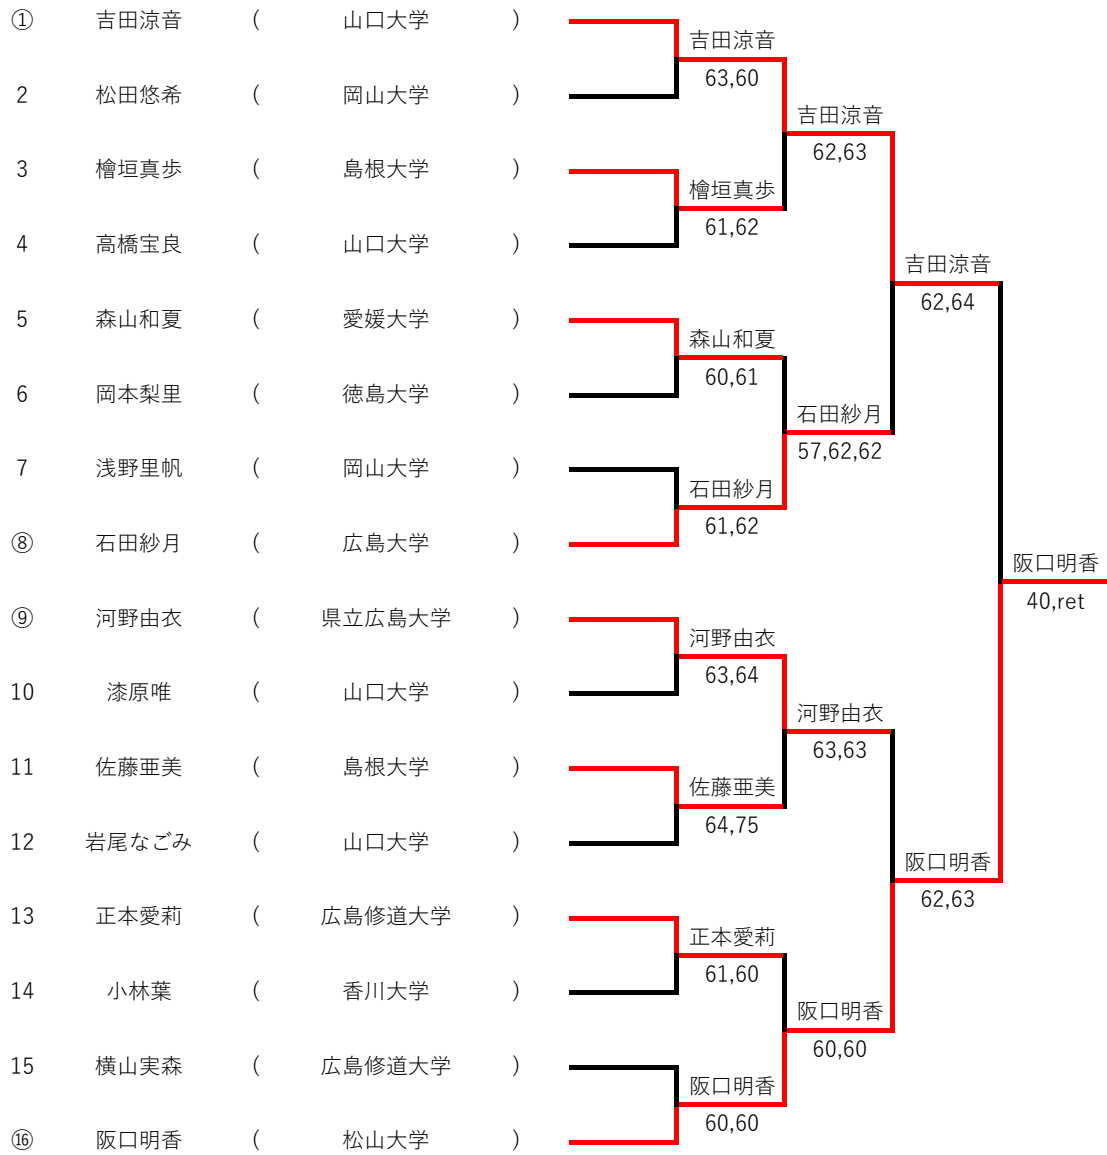 ① 吉田涼音 ( 山口大学 )
吉田涼音
63,60
2 松田悠希 ( 岡山大学 )
吉田涼音
62,63
3 檜垣真歩 ( 島根大学 )
檜垣真歩
61,62
4 高橋宝良 ( 山口大学 )
吉田涼音
62,64
5 森山和夏 ( 愛媛大学 )
森山和夏
60,61
6 岡本梨里 ( 徳島大学 )
石田紗月
57,62,62
7 浅野里帆 ( 岡山大学 )
石田紗月
61,62
⑧ 石田紗月 ( 広島大学 )
阪口明香
40,ret
⑨ 河野由衣 ( 県立広島大学 )
河野由衣
63,64
10 漆原唯 ( 山口大学 )
河野由衣
63,63
11 佐藤亜美 ( 島根大学 )
佐藤亜美
64,75
12 岩尾なごみ ( 山口大学 )
阪口明香
62,63
13 正本愛莉 ( 広島修道大学 )
正本愛莉
61,60
14 小林葉 ( 香川大学 )
阪口明香
60,60
15 横山実森 ( 広島修道大学 )
阪口明香
60,60
⑯ 阪口明香 ( 松山大学 )